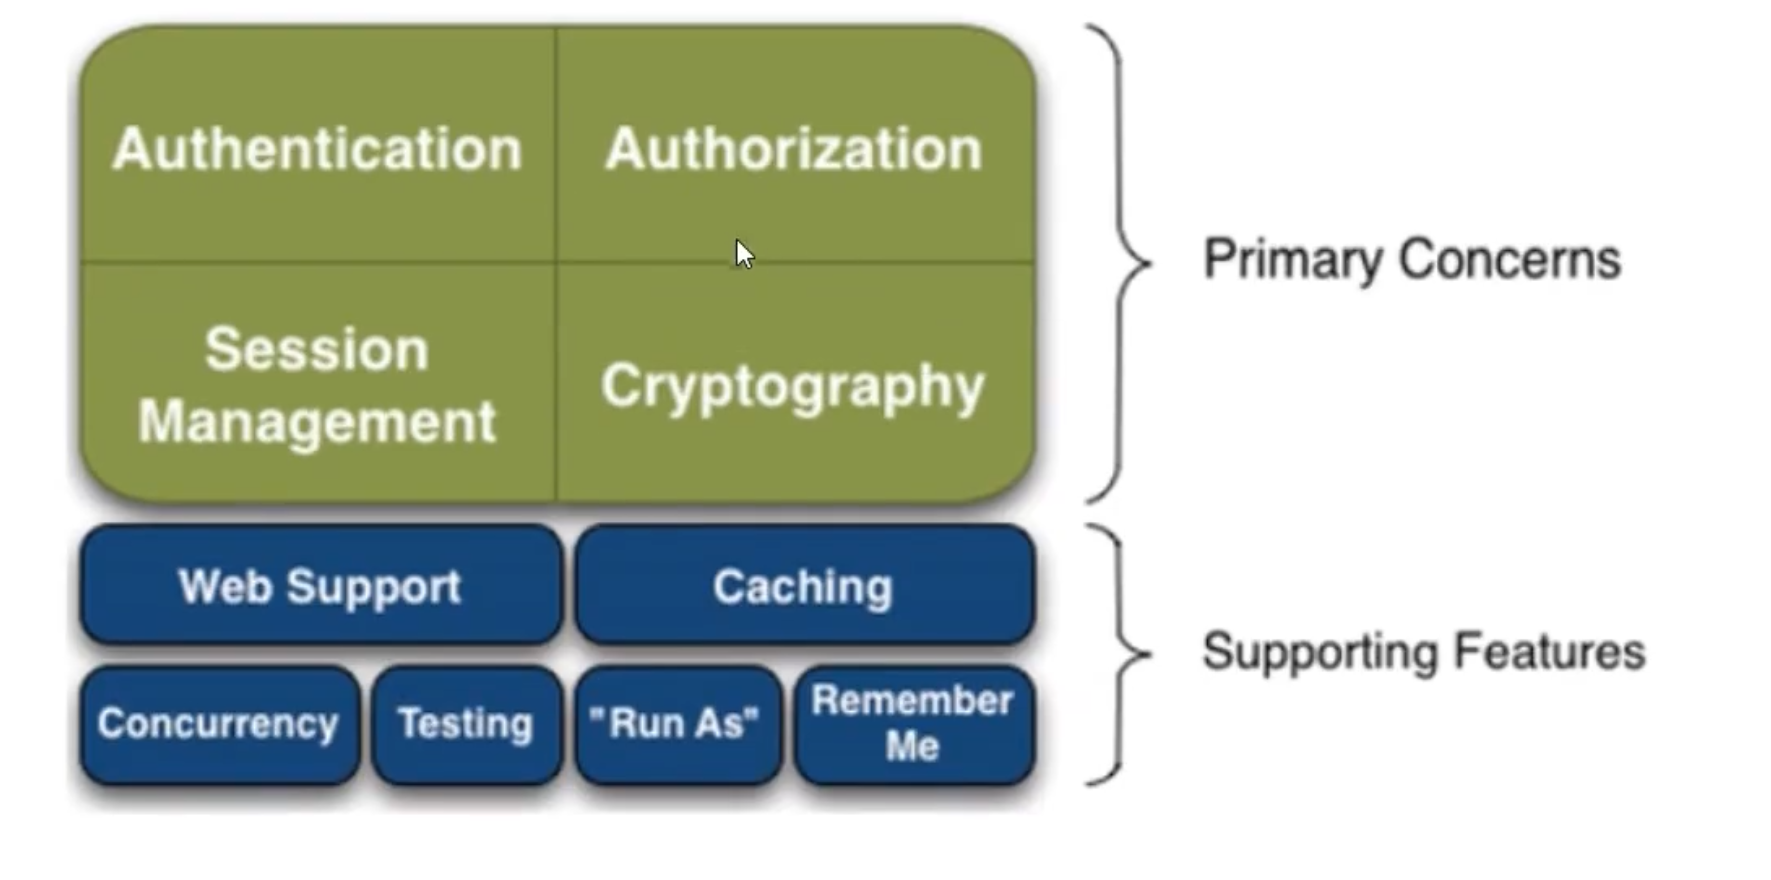 Authentication
Authorization
Session
Management
Cryptography
Primary Concerns
Web Support
Caching
Concurrency
Testing
"Run As"
Remember
Me
Supporting Features